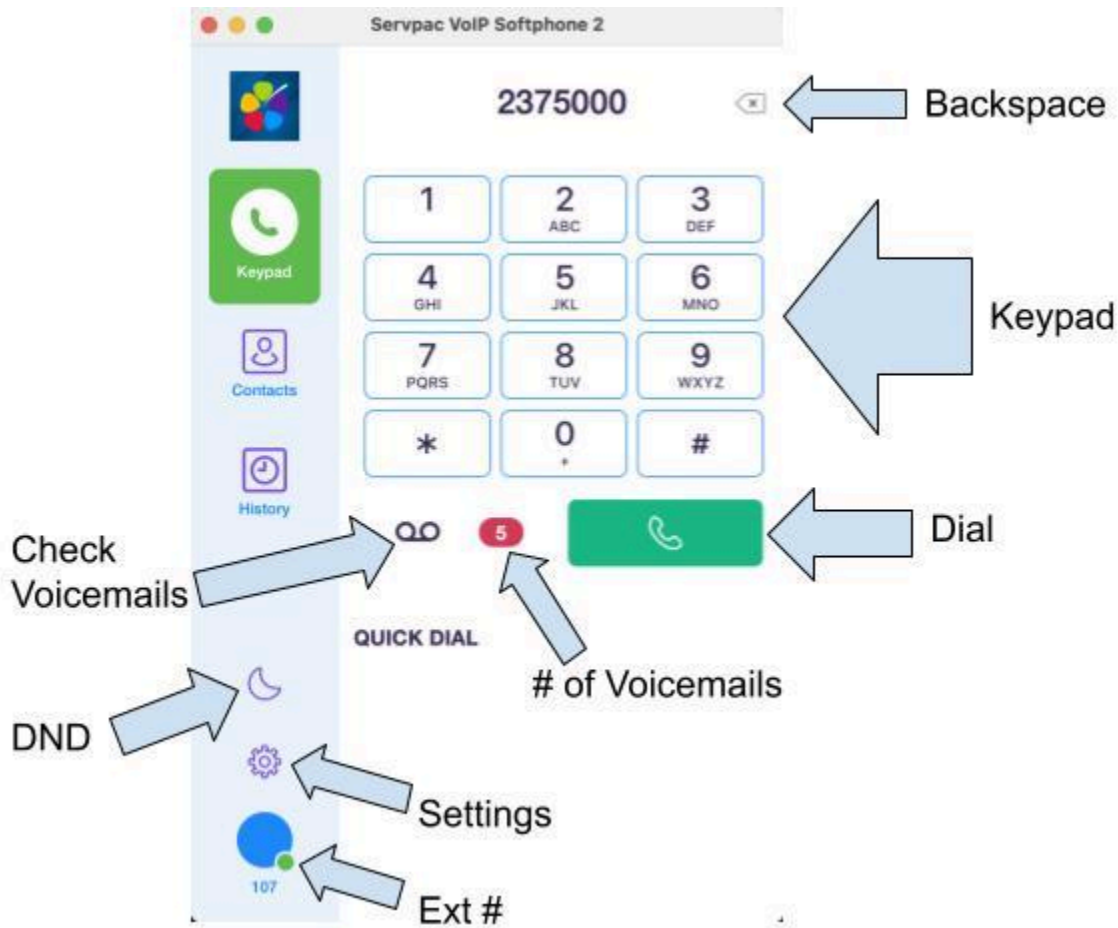 Servpac VoIP Softphone 2
2375000
Backspace
1
2
ABC
3
DEF
Keypad
4
GHI
5
JKL
6
MNO
Keypad
7
PQRS
8
TUV
9
WXYZ
Contacts
*
0
+
#
History
5
Dial
Check
Voicemails
QUICK DIAL
# of Voicemails
DND
Settings
107
Ext #